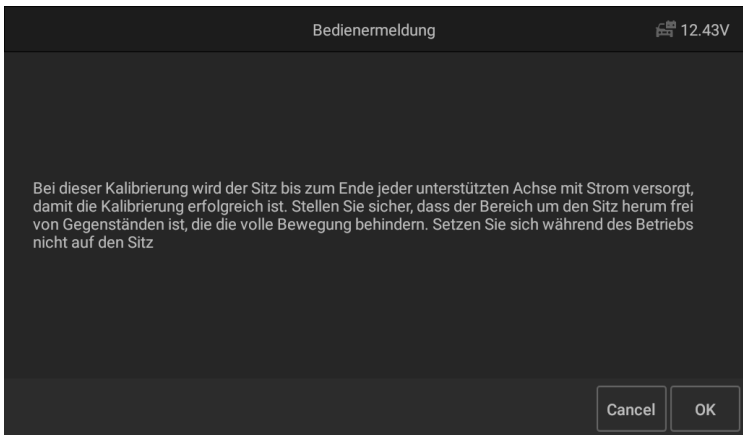 Bedienermeldung
12.43V
Bei dieser Kalibrierung wird der Sitz bis zum Ende jeder unterstützten Achse mit Strom versorgt,
damit die Kalibrierung erfolgreich ist. Stellen Sie sicher, dass der Bereich um den Sitz herum frei
von Gegenständen ist, die die volle Bewegung behindern. Setzen Sie sich während des Betriebs
nicht auf den Sitz
Cancel
OK